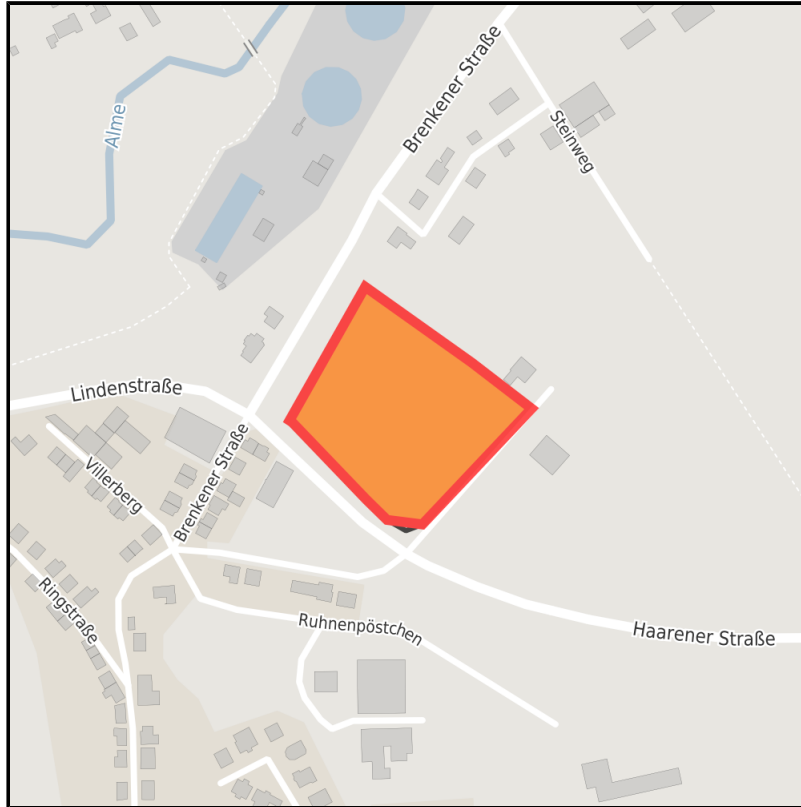 Brenkener Straße
Alme
Steinweg
Lindenstraße
Brenkener Straße
Villerberg
Ringstraße
Ruhnenpöstchen
Haarener Straße